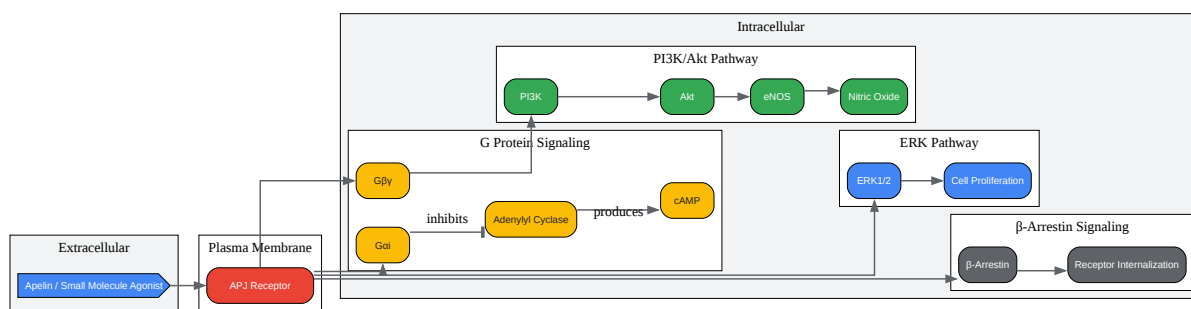 Intracellular
PI3K/Akt Pathway
PI3K
Akt
eNOS
Nitric Oxide
G Protein Signaling
Gβγ
Gαi
inhibits
Adenylyl Cyclase
produces
cAMP
ERK Pathway
ERK1/2
Cell Proliferation
β-Arrestin Signaling
β-Arrestin
Receptor Internalization
Extracellular
Apelin / Small Molecule Agonist
Plasma Membrane
APJ Receptor